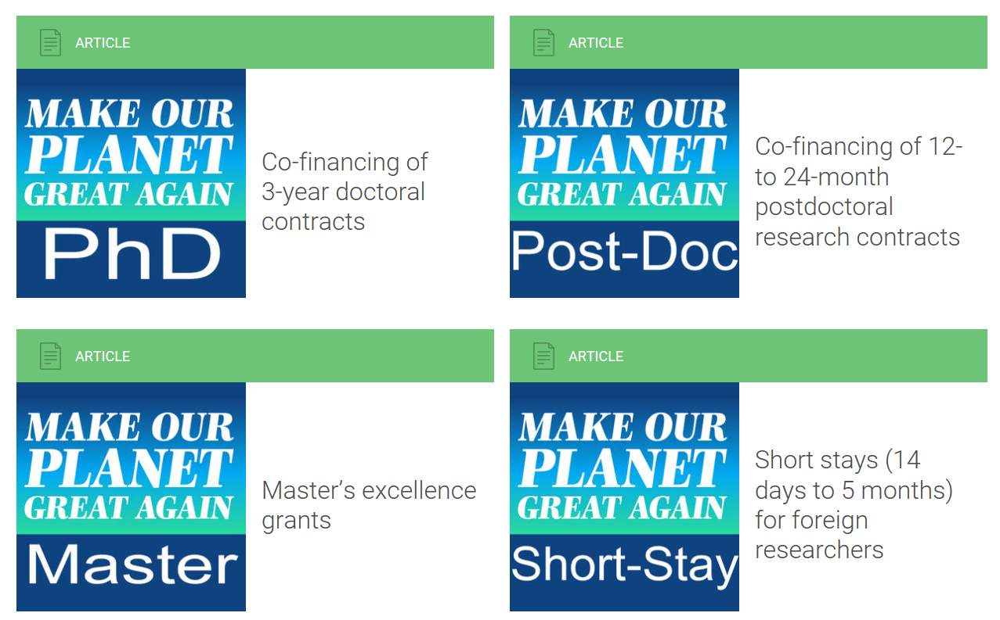 ARTICLE
MAKE OUR
PLANET
GREAT AGAIN
PhD
Co-financing of
3-year doctoral
contracts
ARTICLE
MAKE OUR
PLANET
GREAT AGAIN
Post-Doc
Co-financing of 12-
to 24-month
postdoctoral
research contracts
ARTICLE
MAKE OUR
PLANET
GREAT AGAIN
Master
Master’s excellence
grants
ARTICLE
MAKE OUR
PLANET
GREAT AGAIN
Short-Stay
Short stays (14
days to 5 months)
for foreign
researchers